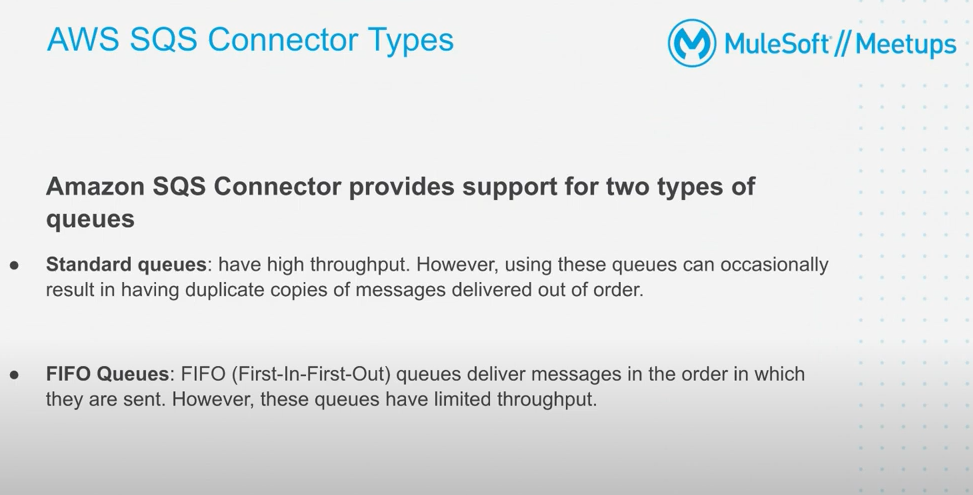 AWS SQS Connector Types
MuleSoft // Meetups
Amazon SQS Connector provides support for two types of
queues
● Standard queues: have high throughput. However, using these queues can occasionally
result in having duplicate copies of messages delivered out of order.
● FIFO Queues: FIFO (First-In-First-Out) queues deliver messages in the order in which
they are sent. However, these queues have limited throughput.